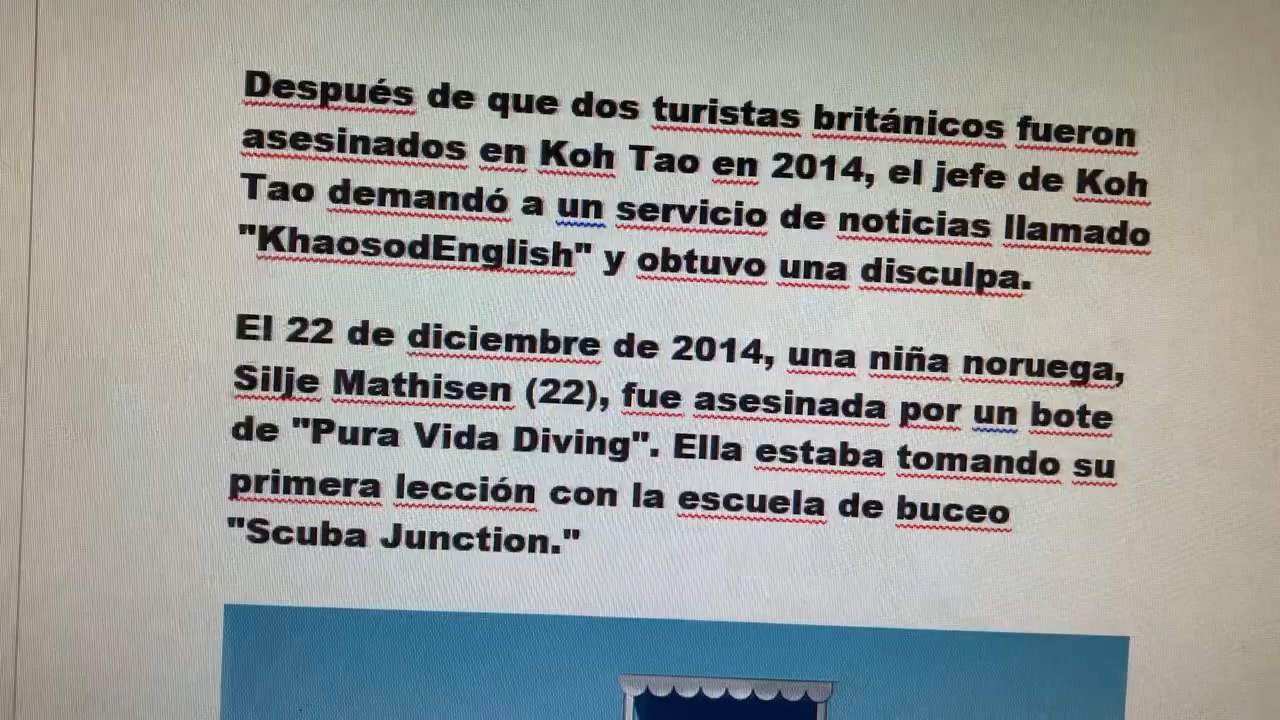 Después de que dos turistas británicos fueron
asesinados en Koh Tao en 2014, el jefe de Koh
Tao demandó a un servicio de noticias llamado
"KhaosodEnglish" y obtuvo una disculpa.
El 22 de diciembre de 2014, una niña noruega,
Silje Mathisen (22), fue asesinada por un bote
de "Pura Vida Diving". Ella estaba tomando su
primera lección con la escuela de buceo
"Scuba Junction."